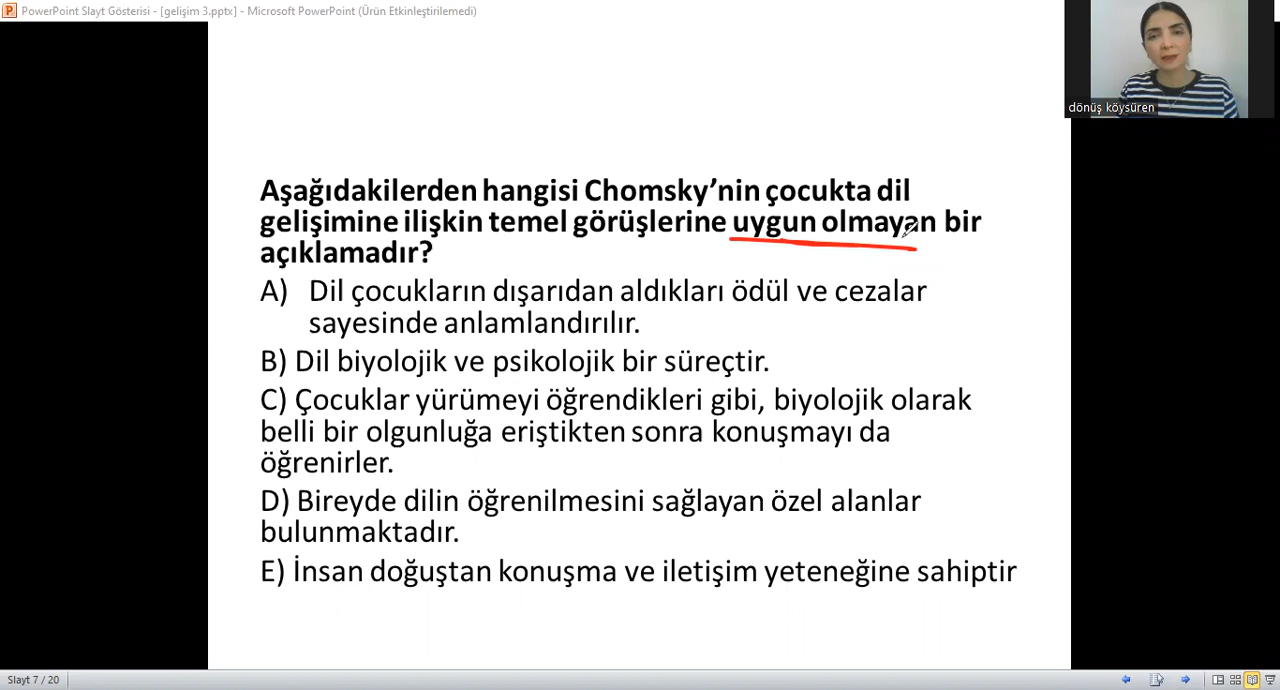 PowerPoint Slayt Gösterisi - [gelişim 3.pptx] - Microsoft PowerPoint (Ürün Etkinleştirilemedi)
dönüş köysüren
Aşağıdakilerden hangisi Chomsky’nin çocukta dil
gelişimine ilişkin temel görüşlerine uygun olmayan bir
açıklamadır?
A) Dil çocukların dışarıdan aldıkları ödül ve cezalar
sayesinde anlamlandırılır.
B) Dil biyolojik ve psikolojik bir süreçtir.
C) Çocuklar yürümeyi öğrendikleri gibi, biyolojik olarak
belli bir olgunluğa eriştikten sonra konuşmayı da
öğrenirler.
D) Bireyde dilin öğrenilmesini sağlayan özel alanlar
bulunmaktadır.
E) İnsan doğuştan konuşma ve iletişim yeteneğine sahiptir
Slayt 7 / 20